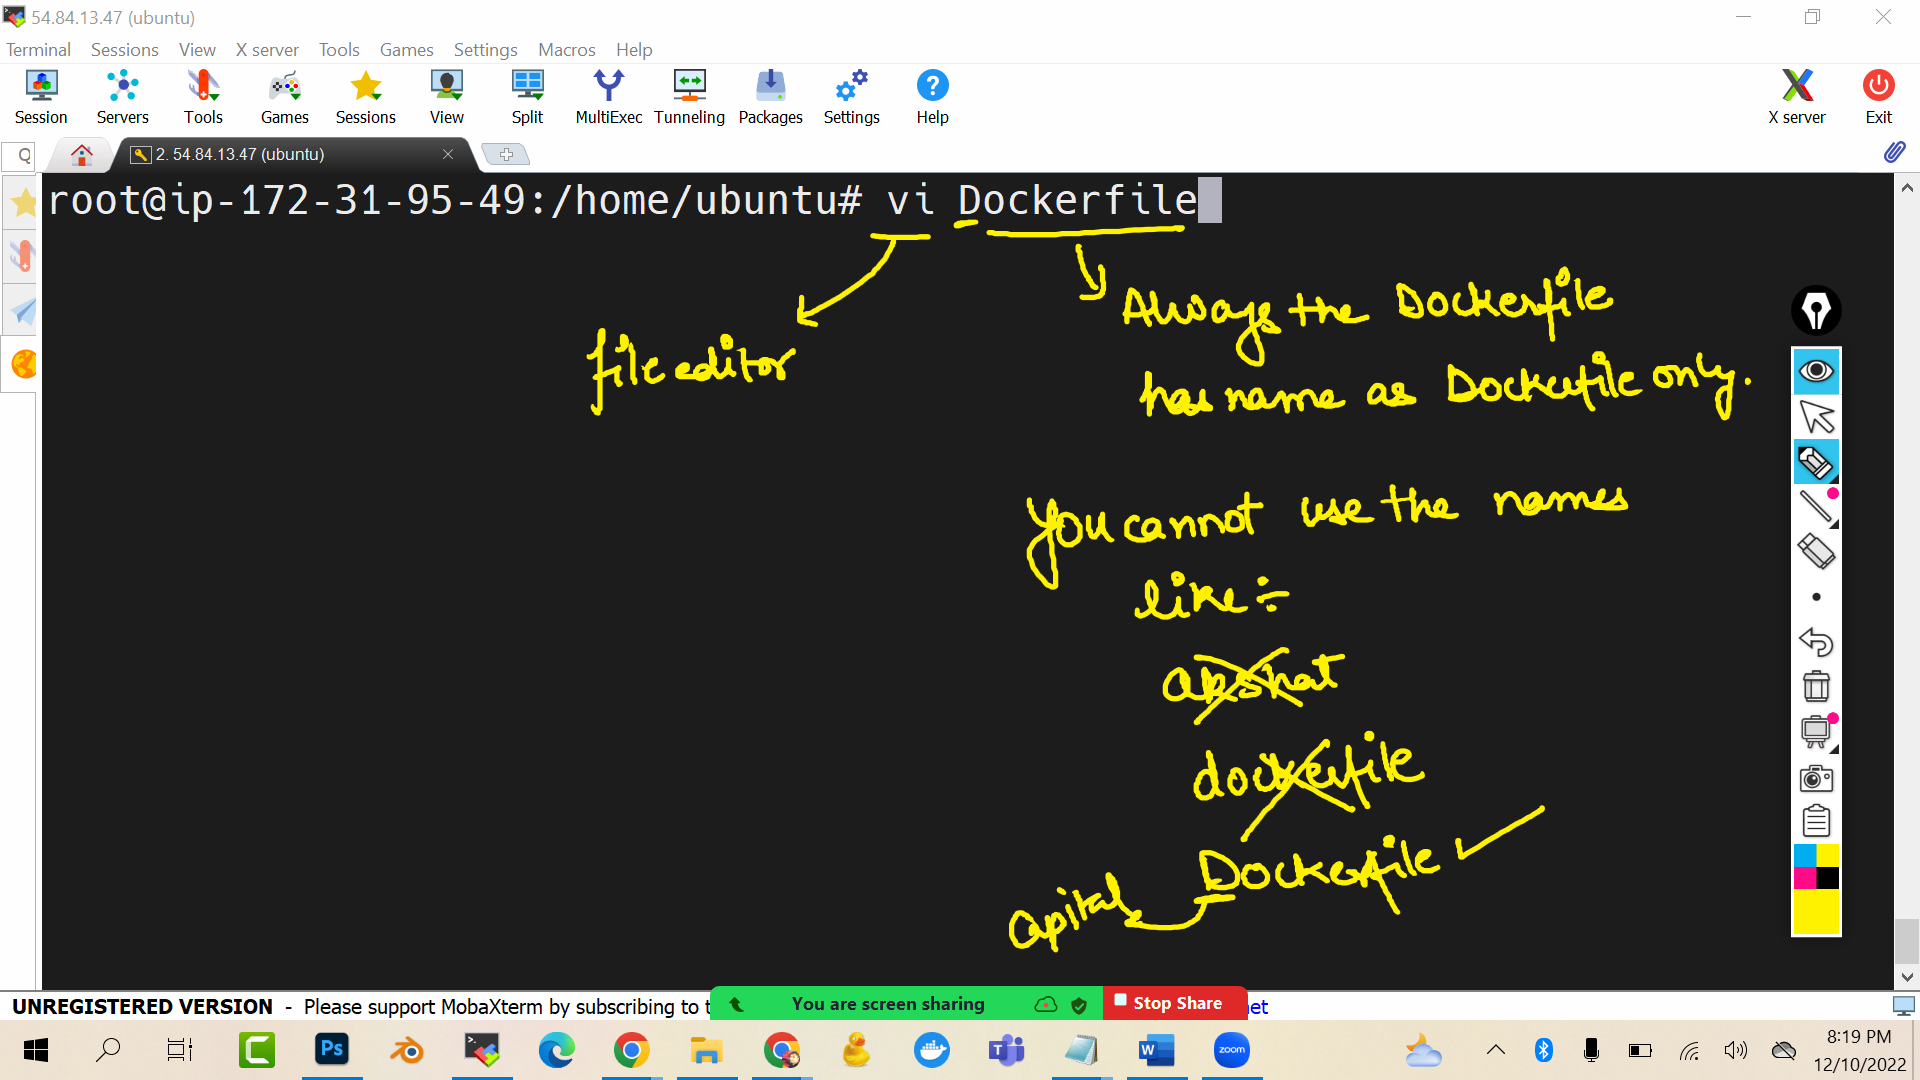 54.84.13.47 (ubuntu)
Terminal Sessions View X server Tools Games Settings Macros Help
Session Servers Tools Games Sessions View Split MultiExec Tunneling Packages Settings Help X server Exit
2. 54.84.13.47 (ubuntu)
root@ip-172-31-95-49:/home/ubuntu# vi Dockerfile
file editor
Always the Dockerfile
has name as Dockerfile only.
You cannot use the names
like :-
dockerfile
Dockerfile
Capital
UNREGISTERED VERSION - Please support MobaXterm by subscribing to t
You are screen sharing
Stop Share
et
Ps
zoom
8:19 PM
12/10/2022